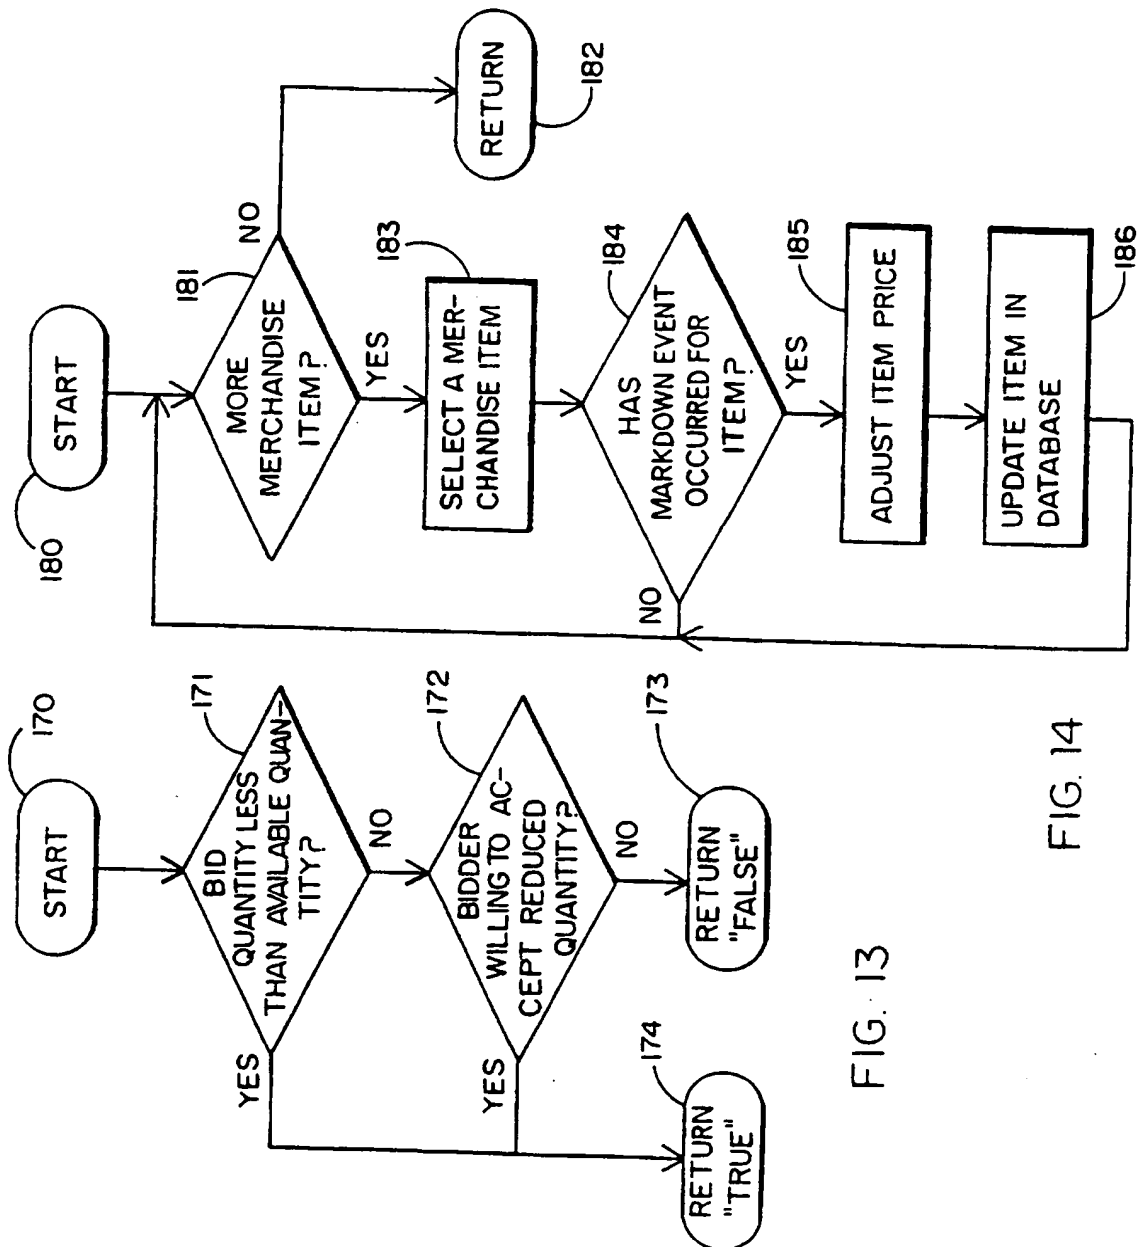 170
START
171
BID
QUANTITY LESS
THAN AVAILABLE QUAN-
TITY?
YES
NO
172
BIDDER
WILLING TO AC-
CEPT REDUCED
QUANTITY?
YES
NO
174
RETURN
"TRUE"
173
RETURN
"FALSE"
FIG. 13
180
START
181
MORE
MERCHANDISE
ITEM?
NO
YES
RETURN
182
183
SELECT A MER-
CHANDISE ITEM
184
HAS
MARKDOWN EVENT
OCCURRED FOR
ITEM?
NO
YES
185
ADJUST ITEM PRICE
UPDATE ITEM IN
DATABASE
186
FIG. 14